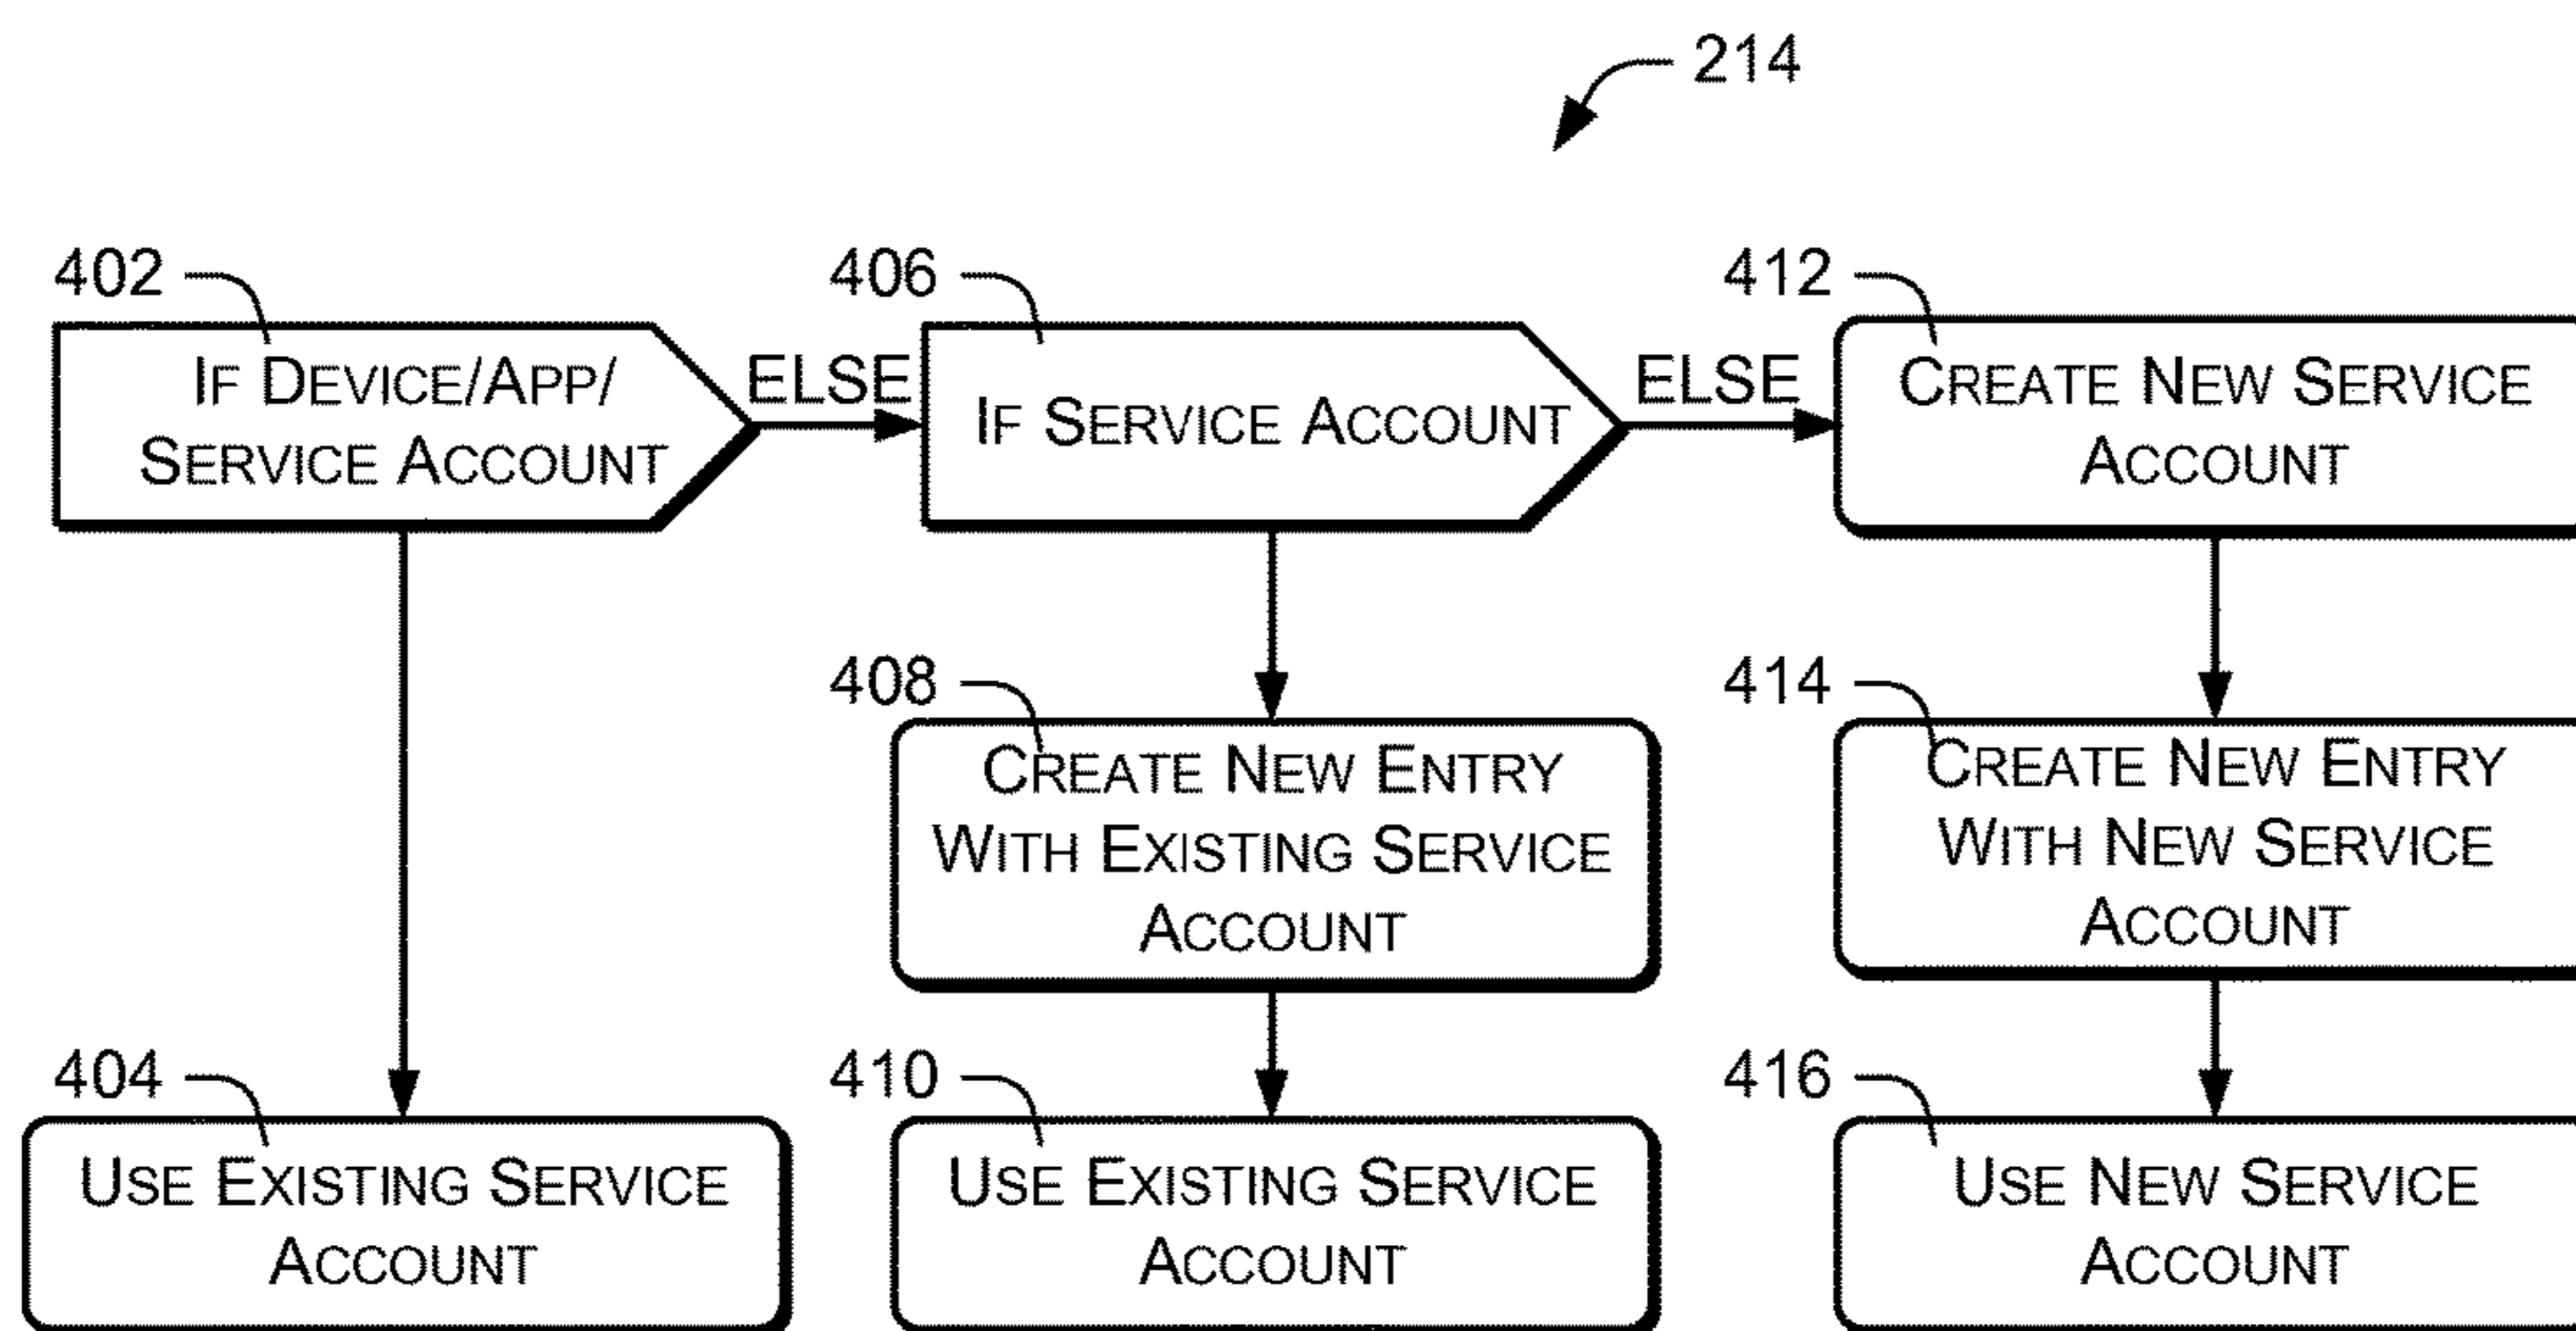 214
402
406
412
IF DEVICE/APP/
SERVICE ACCOUNT
ELSE
IF SERVICE ACCOUNT
ELSE
CREATE NEW SERVICE
ACCOUNT
408
414
CREATE NEW ENTRY
WITH EXISTING SERVICE
ACCOUNT
CREATE NEW ENTRY
WITH NEW SERVICE
ACCOUNT
404
410
416
USE EXISTING SERVICE
ACCOUNT
USE EXISTING SERVICE
ACCOUNT
USE NEW SERVICE
ACCOUNT